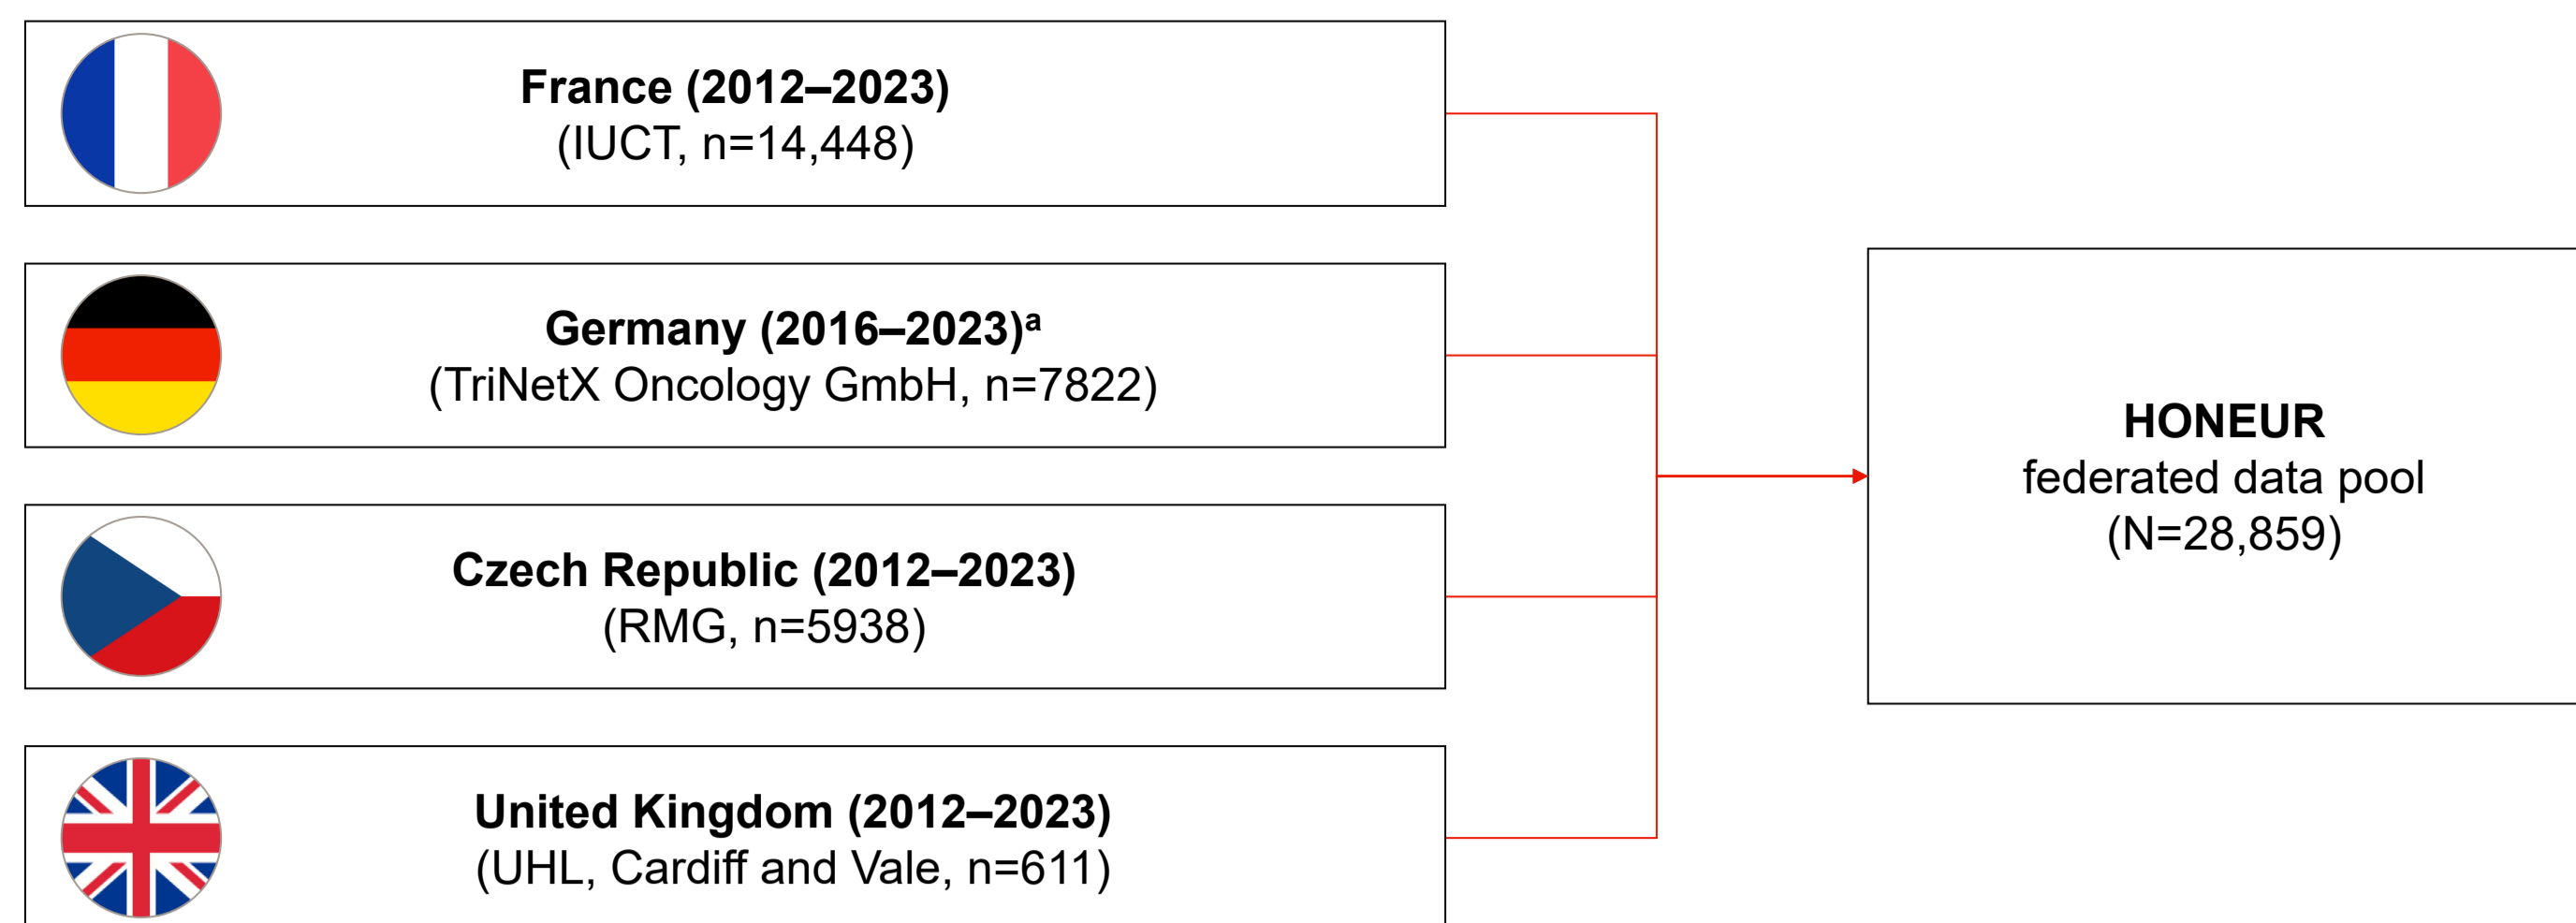 France (2012–2023)
(IUCT, n=14,448)
Germany (2016–2023)ᵃ
(TriNetX Oncology GmbH, n=7822)
Czech Republic (2012–2023)
(RMG, n=5938)
United Kingdom (2012–2023)
(UHL, Cardiff and Vale, n=611)
HONEUR
federated data pool
(N=28,859)